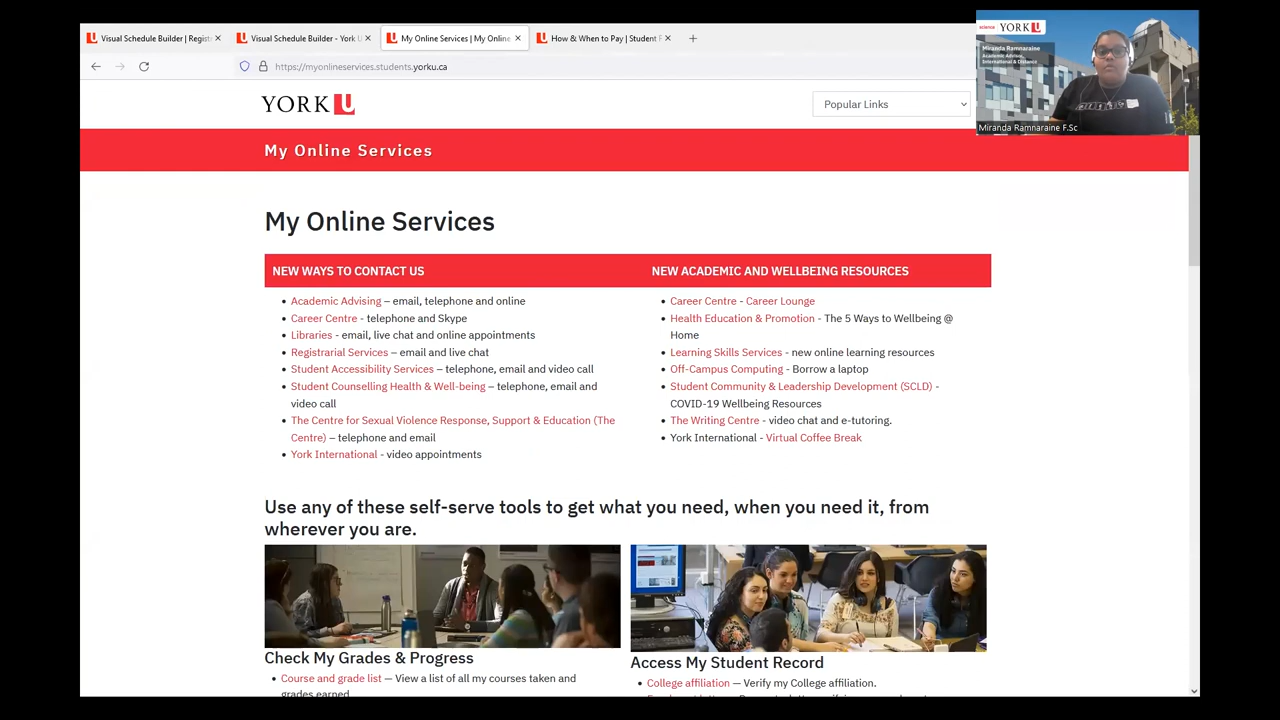 Visual Schedule Builder | Regist
Visual Schedule Builder - York U
My Online Services | My Online
How & When to Pay | Student F
https://myonlineservices.students.yorku.ca
YORK U
Popular Links
science YORK U
Miranda Ramnaraine
Academic Advisor,
International & Distance
Miranda Ramnaraine F.Sc
My Online Services
My Online Services
NEW WAYS TO CONTACT US
• Academic Advising – email, telephone and online
• Career Centre - telephone and Skype
• Libraries - email, live chat and online appointments
• Registrarial Services – email and live chat
• Student Accessibility Services – telephone, email and video call
• Student Counselling Health & Well-being – telephone, email and
video call
• The Centre for Sexual Violence Response, Support & Education (The
Centre) – telephone and email
• York International - video appointments
NEW ACADEMIC AND WELLBEING RESOURCES
• Career Centre - Career Lounge
• Health Education & Promotion - The 5 Ways to Wellbeing @
Home
• Learning Skills Services - new online learning resources
• Off-Campus Computing - Borrow a laptop
• Student Community & Leadership Development (SCLD) -
COVID-19 Wellbeing Resources
• The Writing Centre - video chat and e-tutoring.
• York International - Virtual Coffee Break
Use any of these self-serve tools to get what you need, when you need it, from
wherever you are.
Check My Grades & Progress
• Course and grade list — View a list of all my courses taken and
grades earned
Access My Student Record
• College affiliation — Verify my College affiliation.